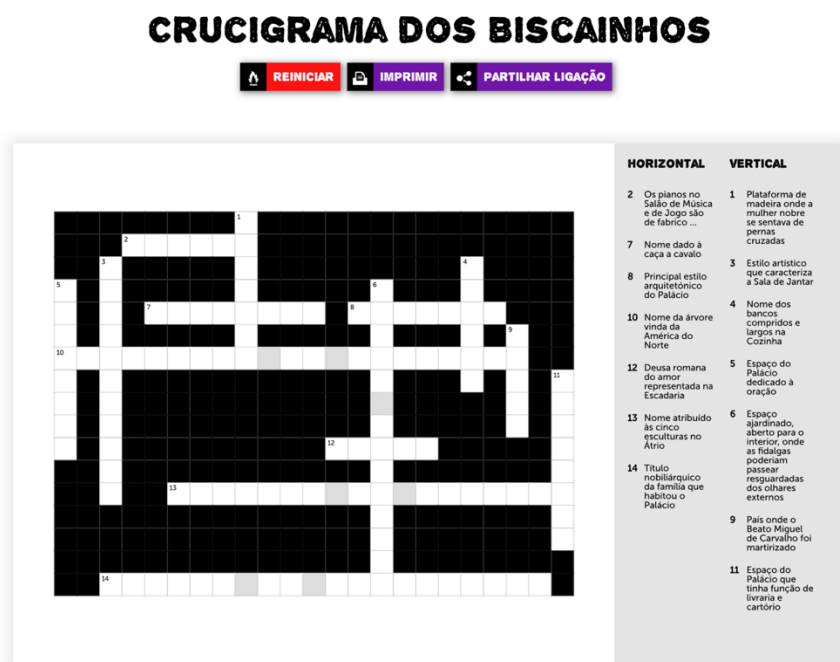 CRUCIGRAMA DOS BISCAINHOS
REINICIAR
IMPRIMIR
PARTILHAR LIGAÇÃO
1
2
3
4
5
6
7
8
9
10
11
12
13
14
HORIZONTAL
2 Os pianos no
Salão de Música
e de Jogo são
de fabrico ...
7 Nome dado à
caça a cavalo
8 Principal estilo
arquitetónico
do Palácio
10 Nome da árvore
vinda da
América do
Norte
12 Deusa romana
do amor
representada na
Escadaria
13 Nome atribuído
às cinco
esculturas no
Átrio
14 Título
nobiliárquico
da família que
habitou o
Palácio
VERTICAL
1 Plataforma de
madeira onde a
mulher nobre
se sentava de
pernas
cruzadas
3 Estilo artístico
que caracteriza
a Sala de Jantar
4 Nome dos
bancos
compridos e
largos na
Cozinha
5 Espaço do
Palácio
dedicado à
oração
6 Espaço
ajardinado,
aberto para o
interior, onde
as fidalgas
poderiam
passear
resguardadas
dos olhares
externos
9 País onde o
Beato Miguel
de Carvalho foi
martirizado
11 Espaço do
Palácio que
tinha função de
livraria e
cartório